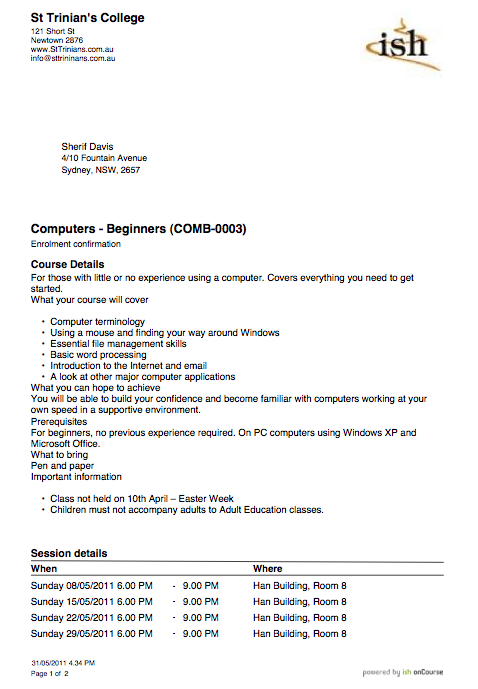 St Trinian's College
121 Short St
Newtown 2876
www.StTrinians.com.au
info@sttrininans.com.au
ish
Sherif Davis
4/10 Fountain Avenue
Sydney, NSW, 2657
Computers - Beginners (COMB-0003)
Enrolment confirmation
Course Details
For those with little or no experience using a computer. Covers everything you need to get
started.
What your course will cover
• Computer terminology
• Using a mouse and finding your way around Windows
• Essential file management skills
• Basic word processing
• Introduction to the Internet and email
• A look at other major computer applications
What you can hope to achieve
You will be able to build your confidence and become familiar with computers working at your
own speed in a supportive environment.
Prerequisites
For beginners, no previous experience required. On PC computers using Windows XP and
Microsoft Office.
What to bring
Pen and paper
Important information
• Class not held on 10th April – Easter Week
• Children must not accompany adults to Adult Education classes.
Session details
When Where
Sunday 08/05/2011 6.00 PM - 9.00 PM Han Building, Room 8
Sunday 15/05/2011 6.00 PM - 9.00 PM Han Building, Room 8
Sunday 22/05/2011 6.00 PM - 9.00 PM Han Building, Room 8
Sunday 29/05/2011 6.00 PM - 9.00 PM Han Building, Room 8
31/05/2011 4.34 PM
Page 1 of 2
powered by ish onCourse